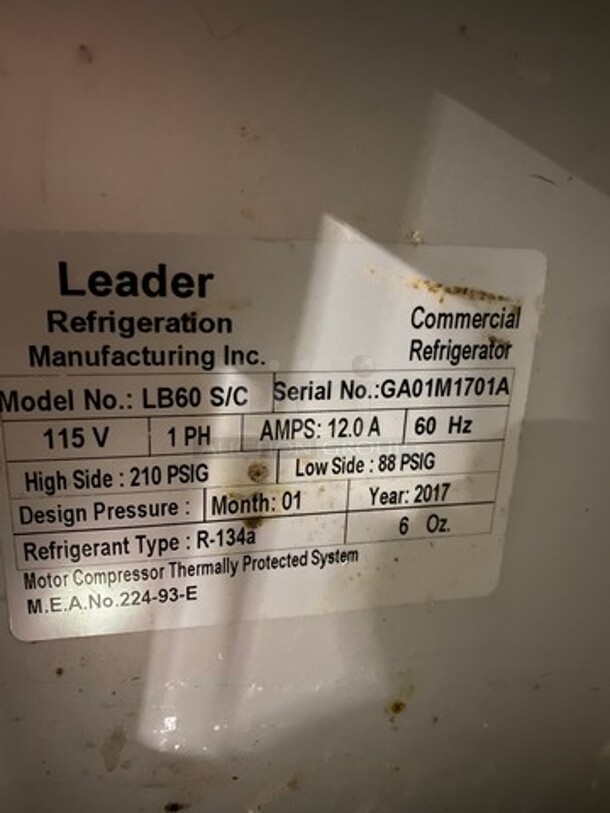 Leader
Refrigeration
Manufacturing Inc.
Commercial
Refrigerator
Model No.: LB60 S/C Serial No.:GA01M1701A
115 V 1 PH AMPS: 12.0 A 60 Hz
High Side : 210 PSIG Low Side : 88 PSIG
Design Pressure : Month: 01 Year: 2017
Refrigerant Type : R-134a 6 Oz.
Motor Compressor Thermally Protected System
M.E.A.No.224-93-E